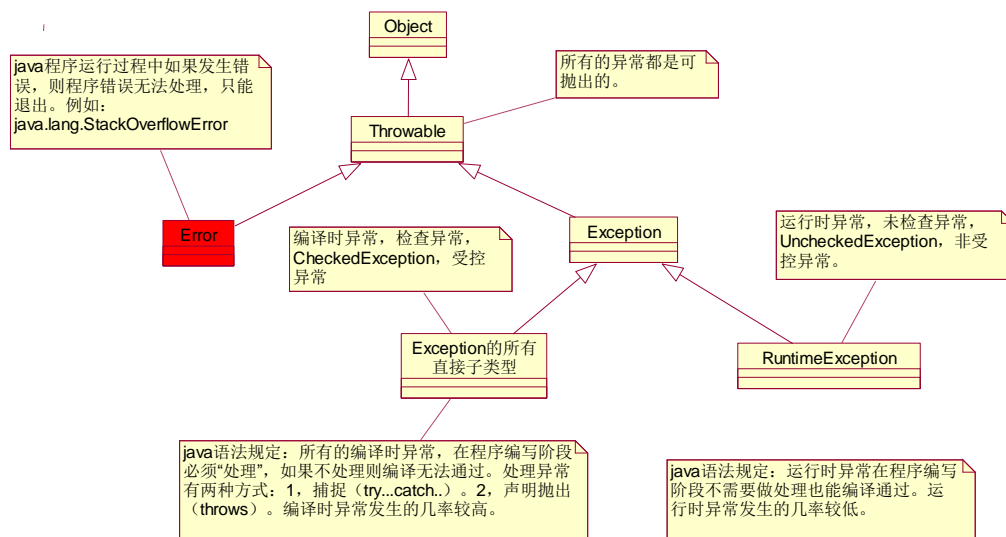 Object
java程序运行过程中如果发生错
误，则程序错误无法处理，只能
退出。例如：
java.lang.StackOverflowError
所有的异常都是可
抛出的。
Throwable
Error
编译时异常，检查异常，
CheckedException，受控
异常
Exception
运行时异常，未检查异常，
UncheckedException，非受
控异常。
Exception的所有
直接子类型
RuntimeException
java语法规定：所有的编译时异常，在程序编写阶段
必须“处理”，如果不处理则编译无法通过。处理异常
有两种方式：1，捕捉（try...catch..）。2，声明抛出
（throws）。编译时异常发生的几率较高。
java语法规定：运行时异常在程序编写
阶段不需要做处理也能编译通过。运
行时异常发生的几率较低。